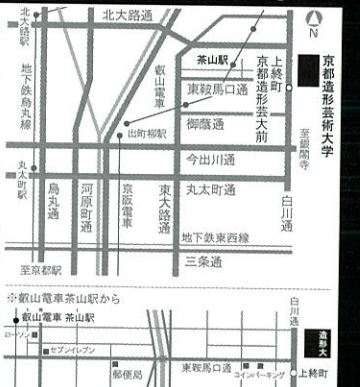 北大路通
北大路駅
N
茶山駅
叡山電車
上終町
京都造形芸大前
京都造形芸術大学
至銀閣寺
地下鉄烏丸線
東鞍馬口通
御蔭通
出町柳駅
今出川通
丸太町駅
丸太町通
烏丸通
河原町通
京阪電車
東大路通
白川通
地下鉄東西線
三条通
至京都駅
※叡山電車 茶山駅から
叡山電車 茶山駅
白川通
ローソン
セブンイレブン
造形大
郵便局
東鞍馬口通
コインパーキング
上終町